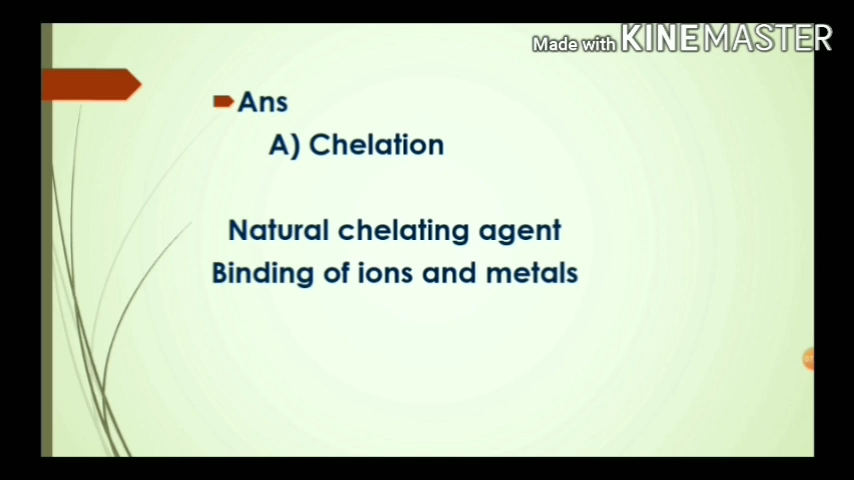 Made with KINEMASTER
Ans
A) Chelation
Natural chelating agent
Binding of ions and metals